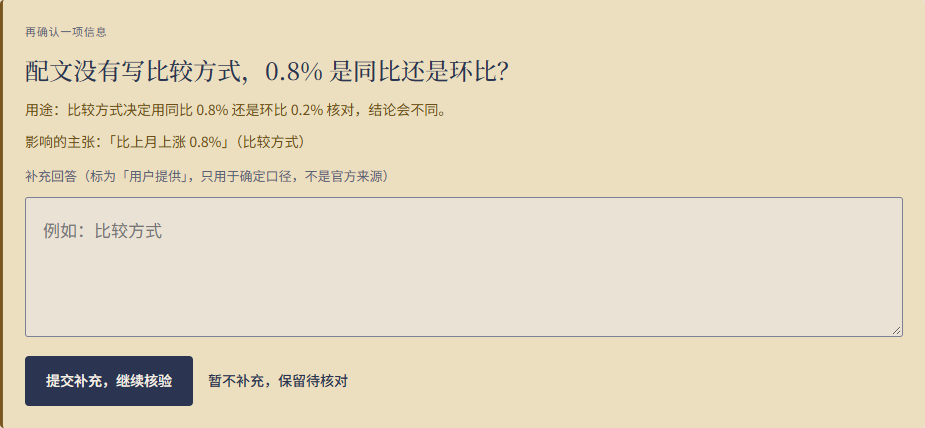 再确认一项信息
配文没有写比较方式，0.8% 是同比还是环比？
用途：比较方式决定用同比 0.8% 还是环比 0.2% 核对，结论会不同。
影响的主张：「比上月上涨 0.8%」（比较方式）
补充回答（标为「用户提供」，只用于确定口径，不是官方来源）
例如：比较方式
提交补充，继续核验
暂不补充，保留待核对